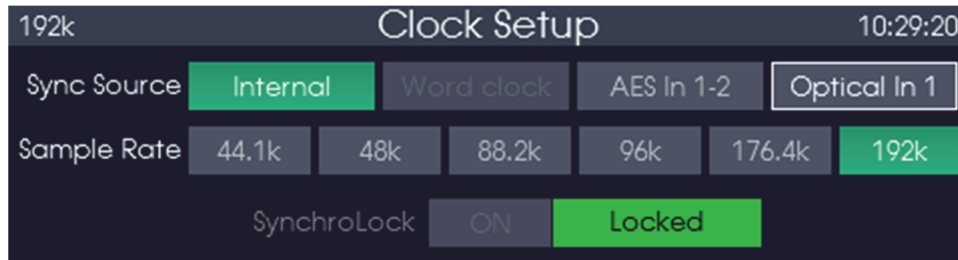 192k Clock Setup 10:29:20
Sync Source Internal Word clock AES In 1-2 Optical In 1
Sample Rate 44.1k 48k 88.2k 96k 176.4k 192k
SynchroLock ON Locked